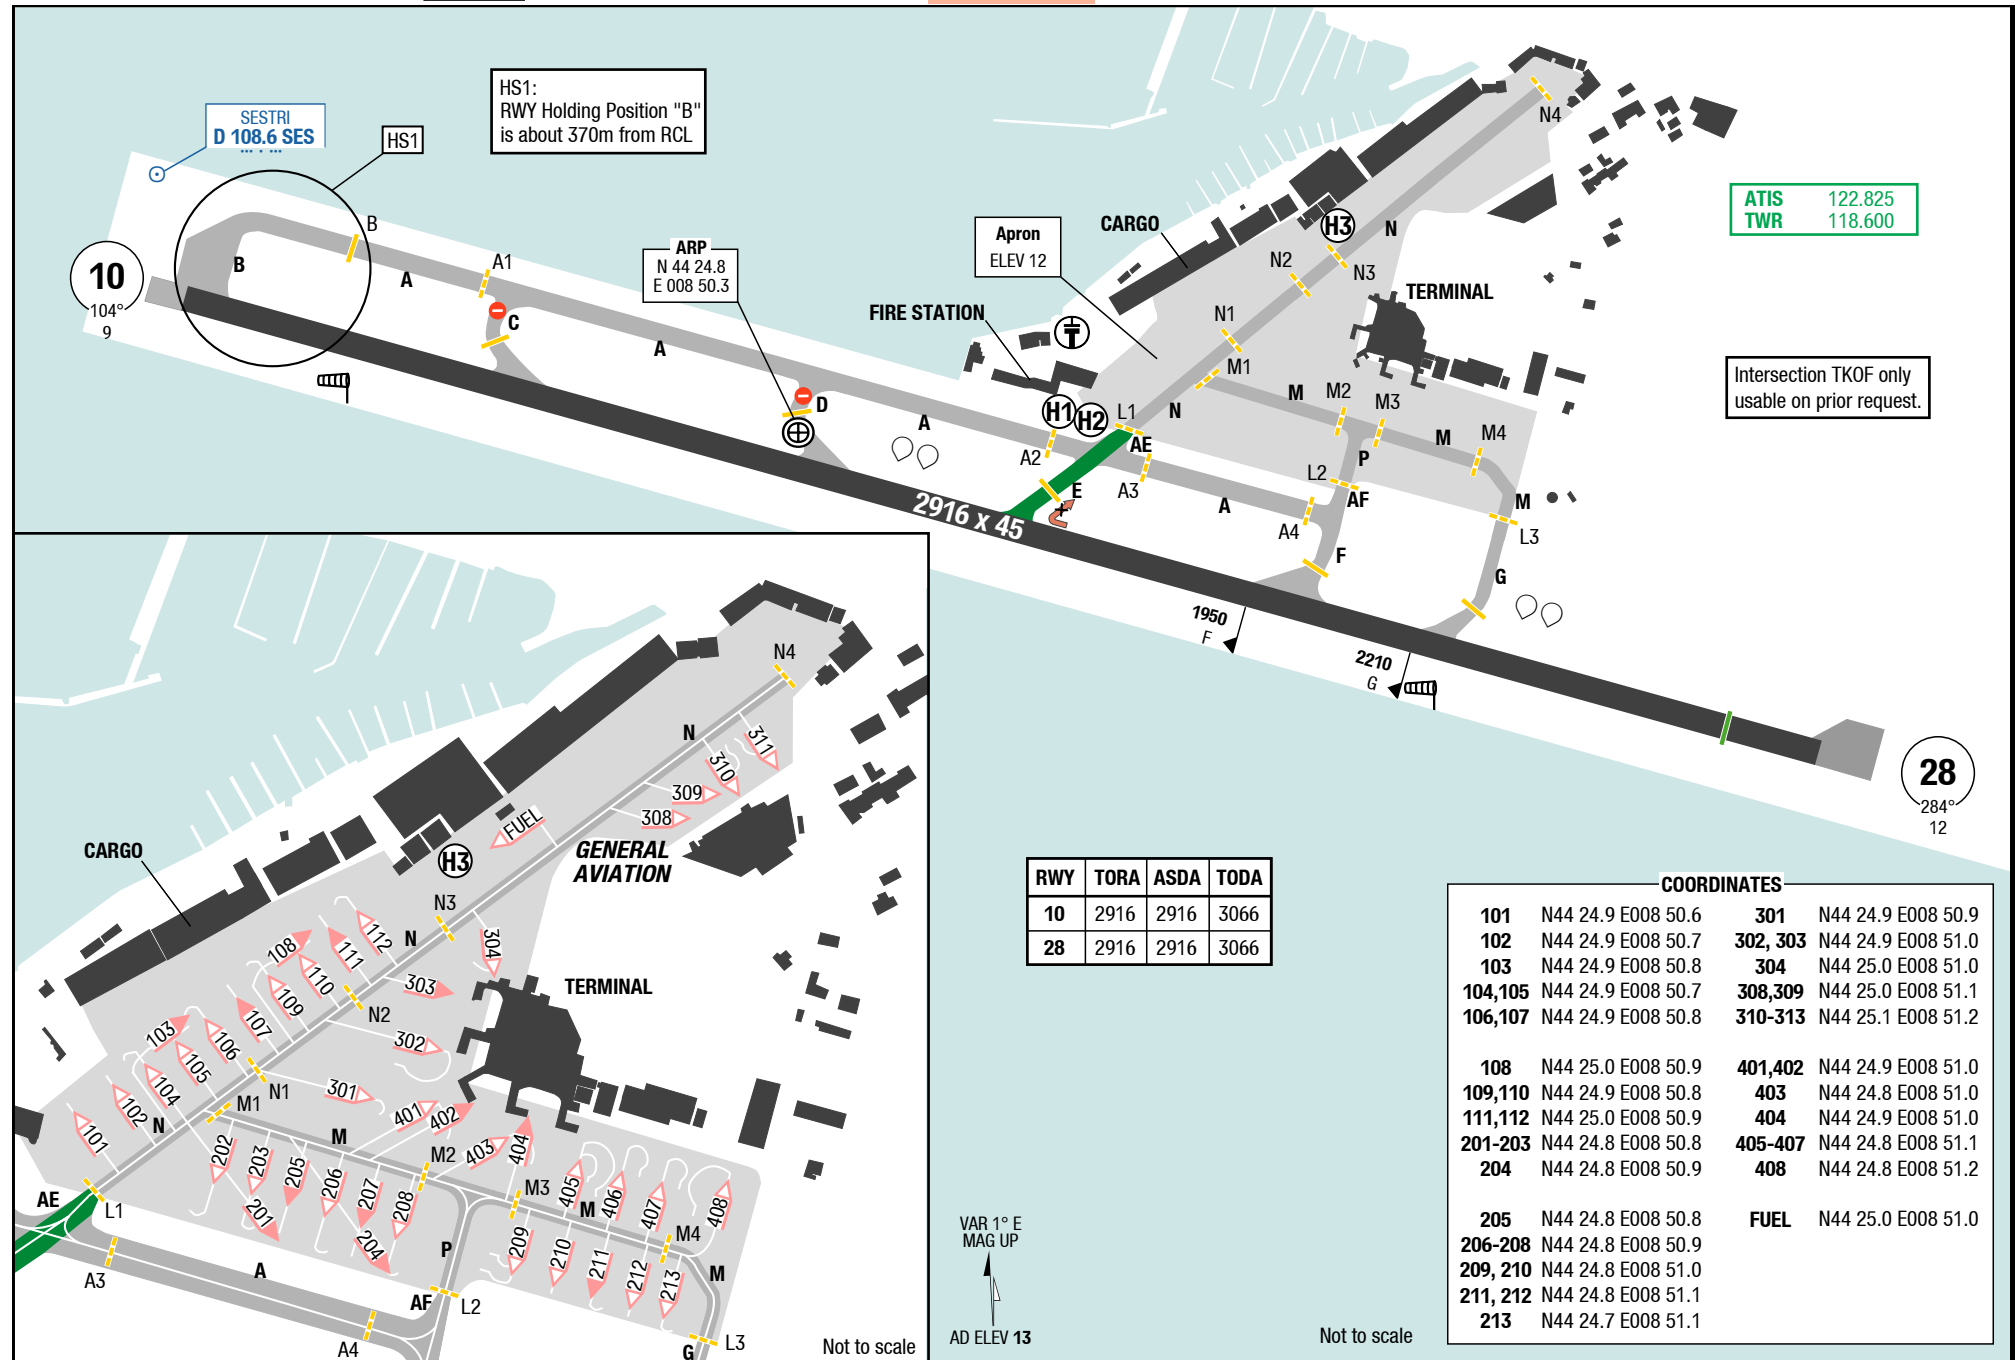 HS1:
RWY Holding Position "B"
is about 370m from RCL
SESTRI
D 108.6 SES
HS1
10
104°
9
B
B
A
A1
C
A
ARP
N 44 24.8
E 008 50.3
D
A
Apron
ELEV 12
CARGO
FIRE STATION
H1
H2
H3
N4
N
N3
N2
N1
TERMINAL
M1
N
L1
AE
A2
A3
E
M
M2
M3
M
M4
P
L2
AF
A
A4
F
M
L3
G
2916 x 45
1950
F
2210
G
28
284°
12
ATIS 122.825
TWR 118.600
Intersection TKOF only
usable on prior request.
N4
N
311
310
309
308
FUEL
GENERAL
AVIATION
CARGO
H3
N3
N
304
303
112
111
108
110
109
N2
TERMINAL
302
107
106
103
105
104
102
101
N1
M1
301
401
402
N
M
M2
403
404
202
203
205
206
207
208
201
204
M3
405
406
407
408
M
M4
209
210
211
212
213
M
P
AE
L1
A3
A
A4
AF
L2
L3
G
Not to scale
RWY TORA ASDA TODA
10 2916 2916 3066
28 2916 2916 3066
VAR 1° E
MAG UP
AD ELEV 13
Not to scale
COORDINATES
101 N44 24.9 E008 50.6 301 N44 24.9 E008 50.9
102 N44 24.9 E008 50.7 302, 303 N44 24.9 E008 51.0
103 N44 24.9 E008 50.8 304 N44 25.0 E008 51.0
104,105 N44 24.9 E008 50.7 308,309 N44 25.0 E008 51.1
106,107 N44 24.9 E008 50.8 310-313 N44 25.1 E008 51.2
108 N44 25.0 E008 50.9 401,402 N44 24.9 E008 51.0
109,110 N44 24.9 E008 50.8 403 N44 24.8 E008 51.0
111,112 N44 25.0 E008 50.9 404 N44 24.9 E008 51.0
201-203 N44 24.8 E008 50.8 405-407 N44 24.8 E008 51.1
204 N44 24.8 E008 50.9 408 N44 24.8 E008 51.2
205 N44 24.8 E008 50.8 FUEL N44 25.0 E008 51.0
206-208 N44 24.8 E008 50.9
209, 210 N44 24.8 E008 51.0
211, 212 N44 24.8 E008 51.1
213 N44 24.7 E008 51.1